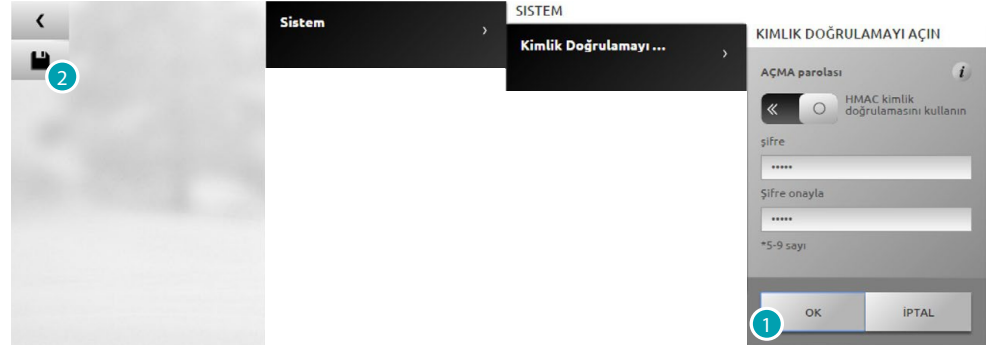 2
Sistem
SISTEM
Kimlik Doğrulamayı ...
KIMLIK DOĞRULAMAYI AÇIN
AÇMA parolası
i
HMAC kimlik
doğrulamasını kullanın
şifre
•••••
Şifre onayla
•••••
*5-9 sayı
1
OK
İPTAL